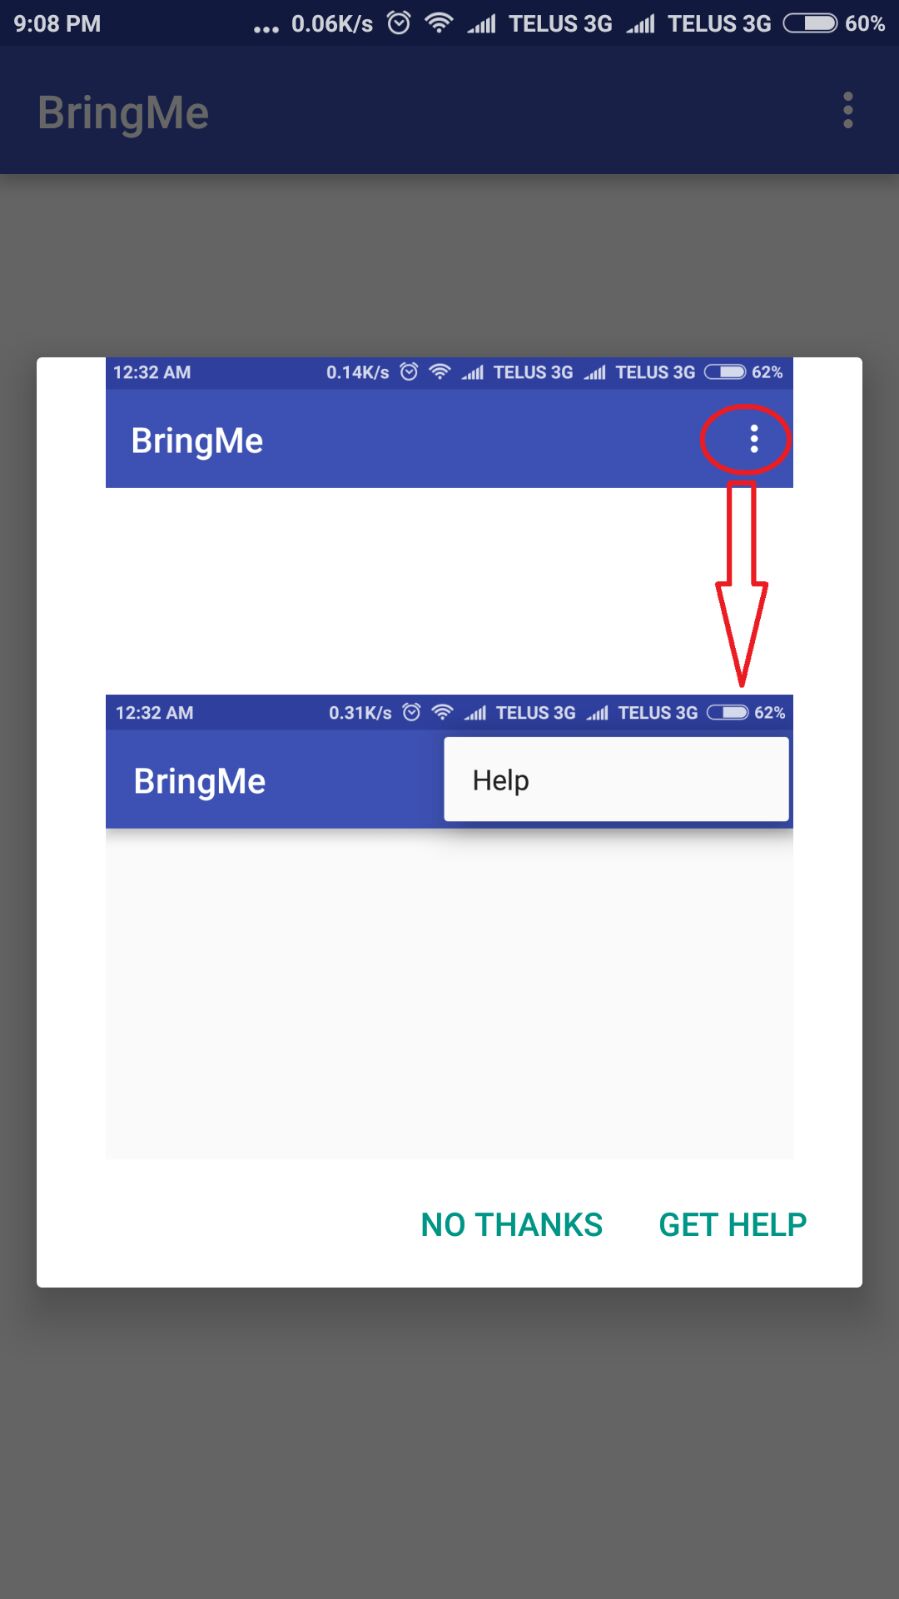 9:08 PM ... 0.06K/s TELUS 3G TELUS 3G 60%
BringMe
12:32 AM 0.14K/s TELUS 3G TELUS 3G 62%
BringMe
12:32 AM 0.31K/s TELUS 3G TELUS 3G 62%
BringMe Help
NO THANKS GET HELP